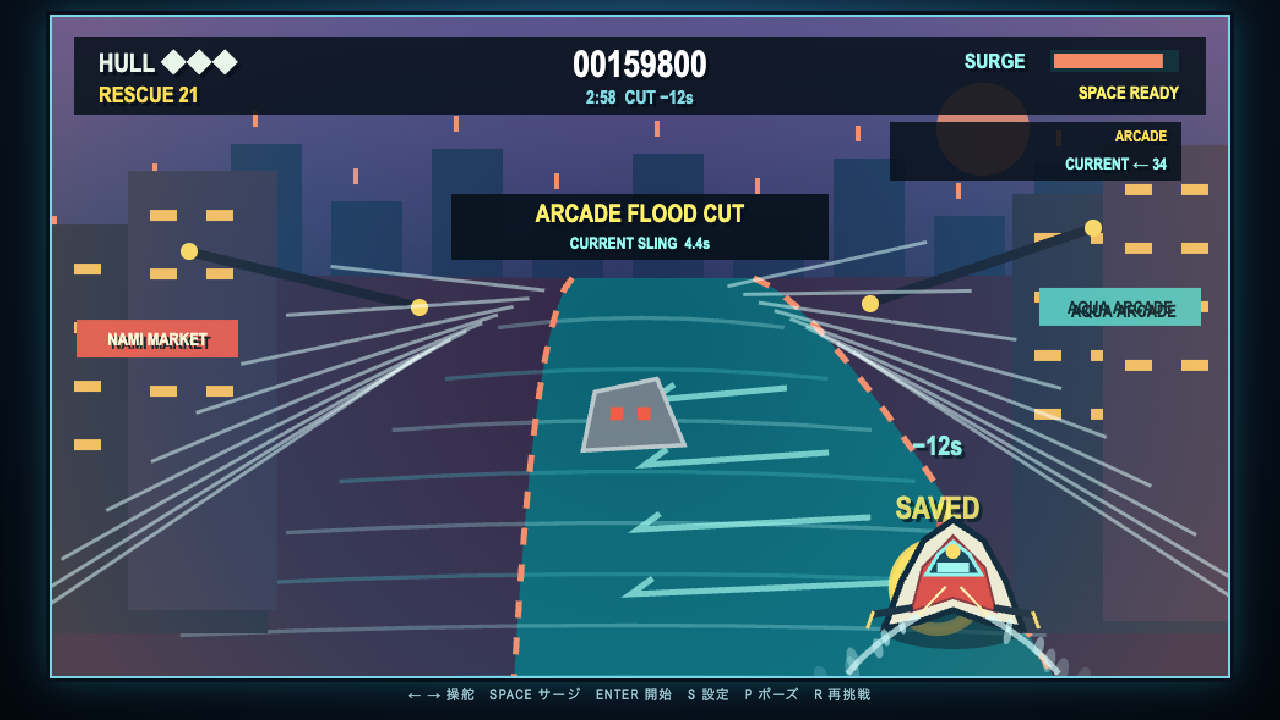 HULL ◆◆◆
RESCUE 21
00159800
2:58 CUT −12s
SURGE
SPACE READY
ARCADE
CURRENT ← 34
ARCADE FLOOD CUT
CURRENT SLING 4.4s
NAMI MARKET
AQUA ARCADE
−12s
SAVED
← → 操舵 SPACE サージ ENTER 開始 S 設定 P ポーズ R 再挑戦